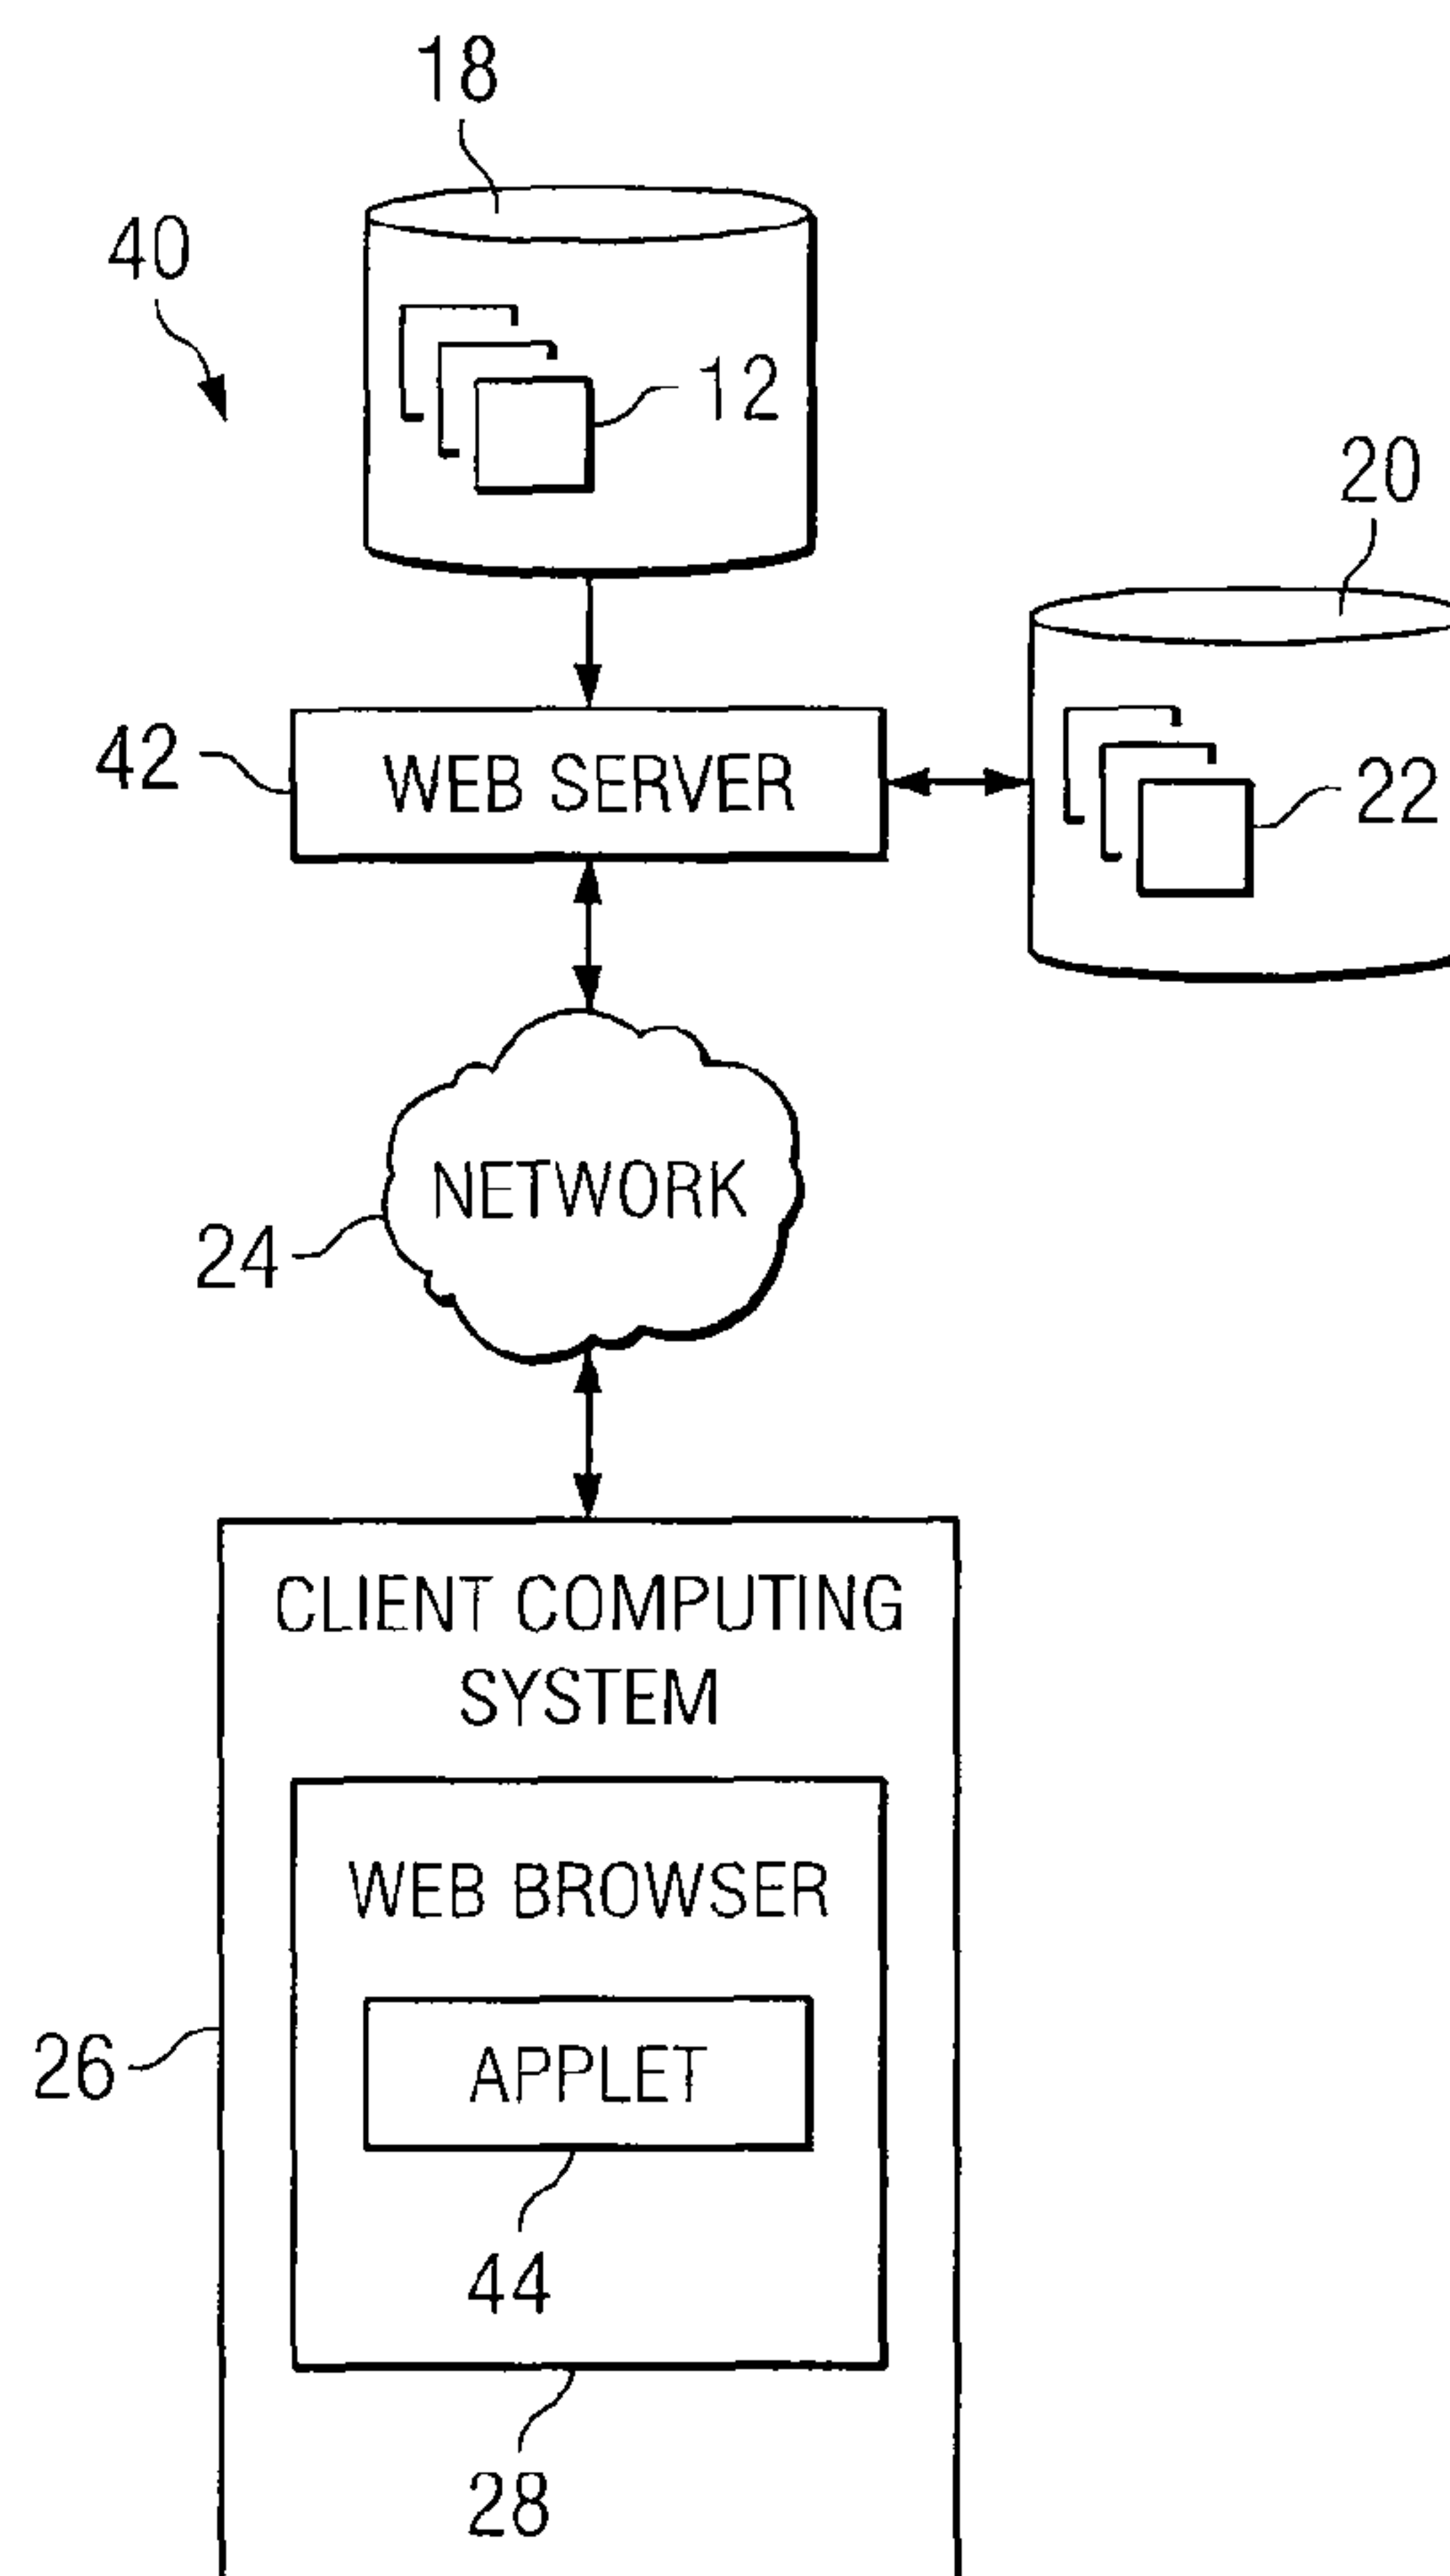 18
40
12
20
42
WEB SERVER
22
NETWORK
24
CLIENT COMPUTING
SYSTEM
WEB BROWSER
26
APPLET
44
28